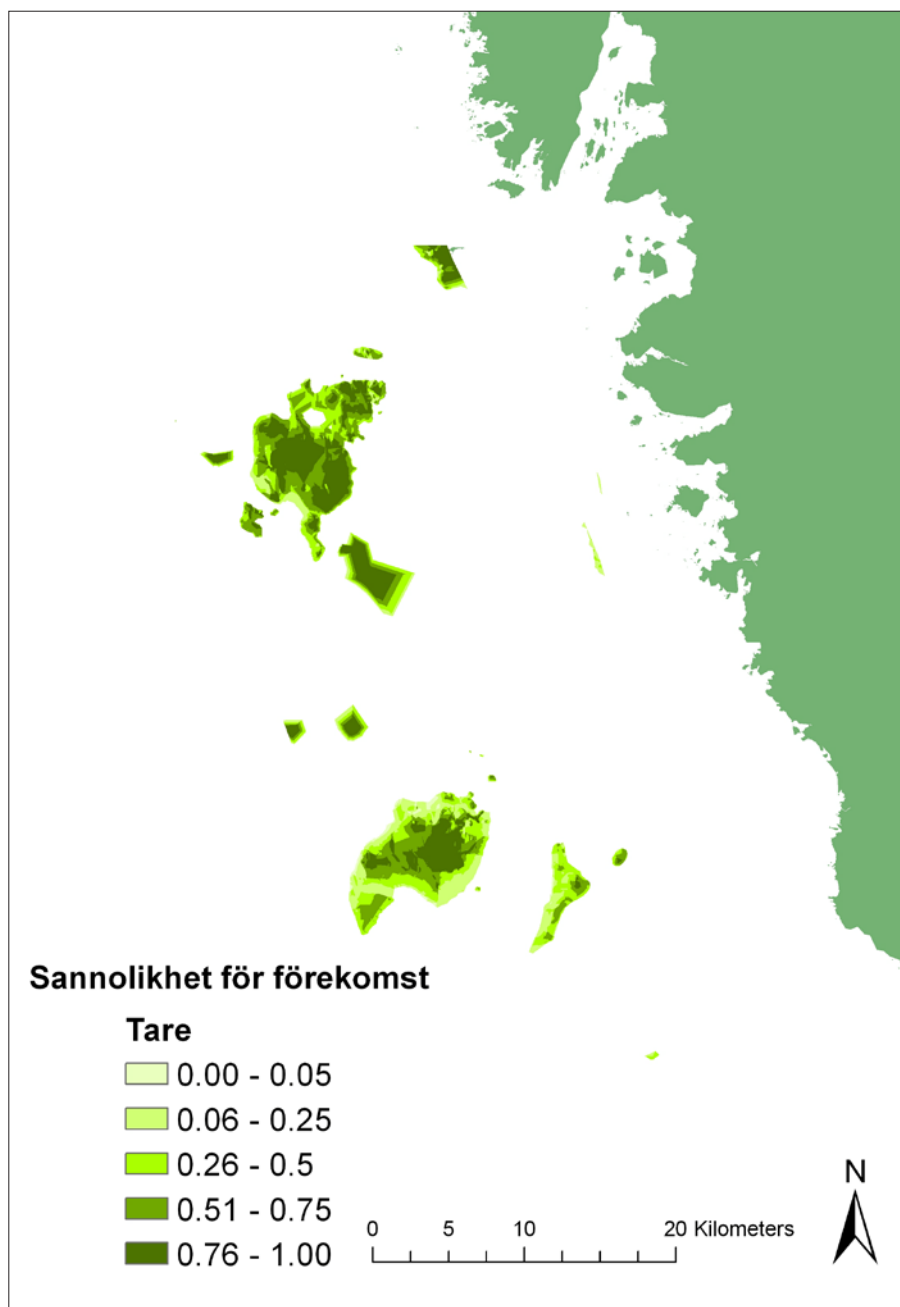 Sannolikhet för förekomst
Tare
0.00 - 0.05
0.06 - 0.25
0.26 - 0.5
0.51 - 0.75
0.76 - 1.00
0 5 10 20 Kilometers
N